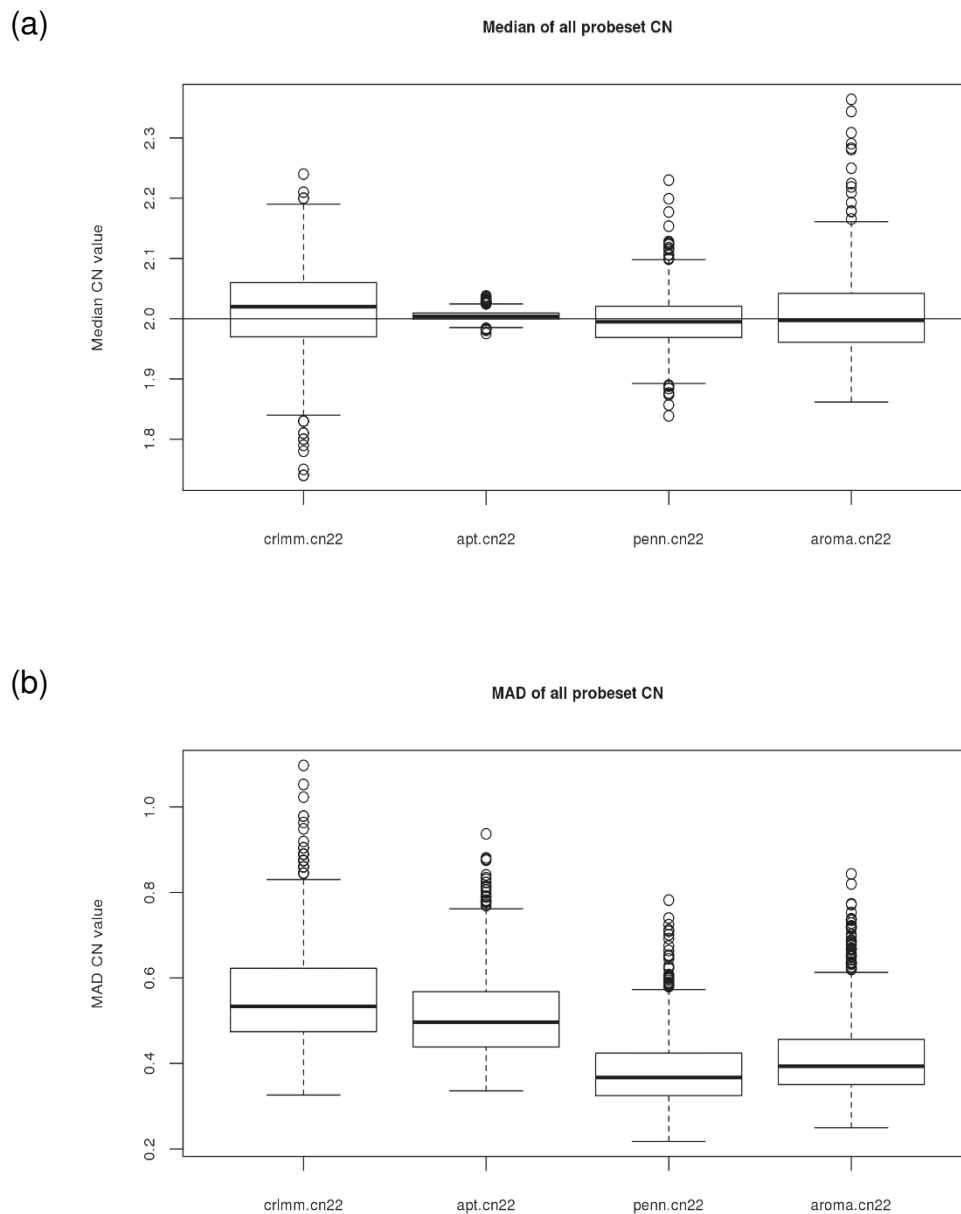 (a)
Median of all probeset CN
Median CN value
2.3
2.2
2.1
2.0
1.9
1.8
crlmm.cn22 apt.cn22 penn.cn22 aroma.cn22
(b)
MAD of all probeset CN
MAD CN value
1.0
0.8
0.6
0.4
0.2
crlmm.cn22 apt.cn22 penn.cn22 aroma.cn22